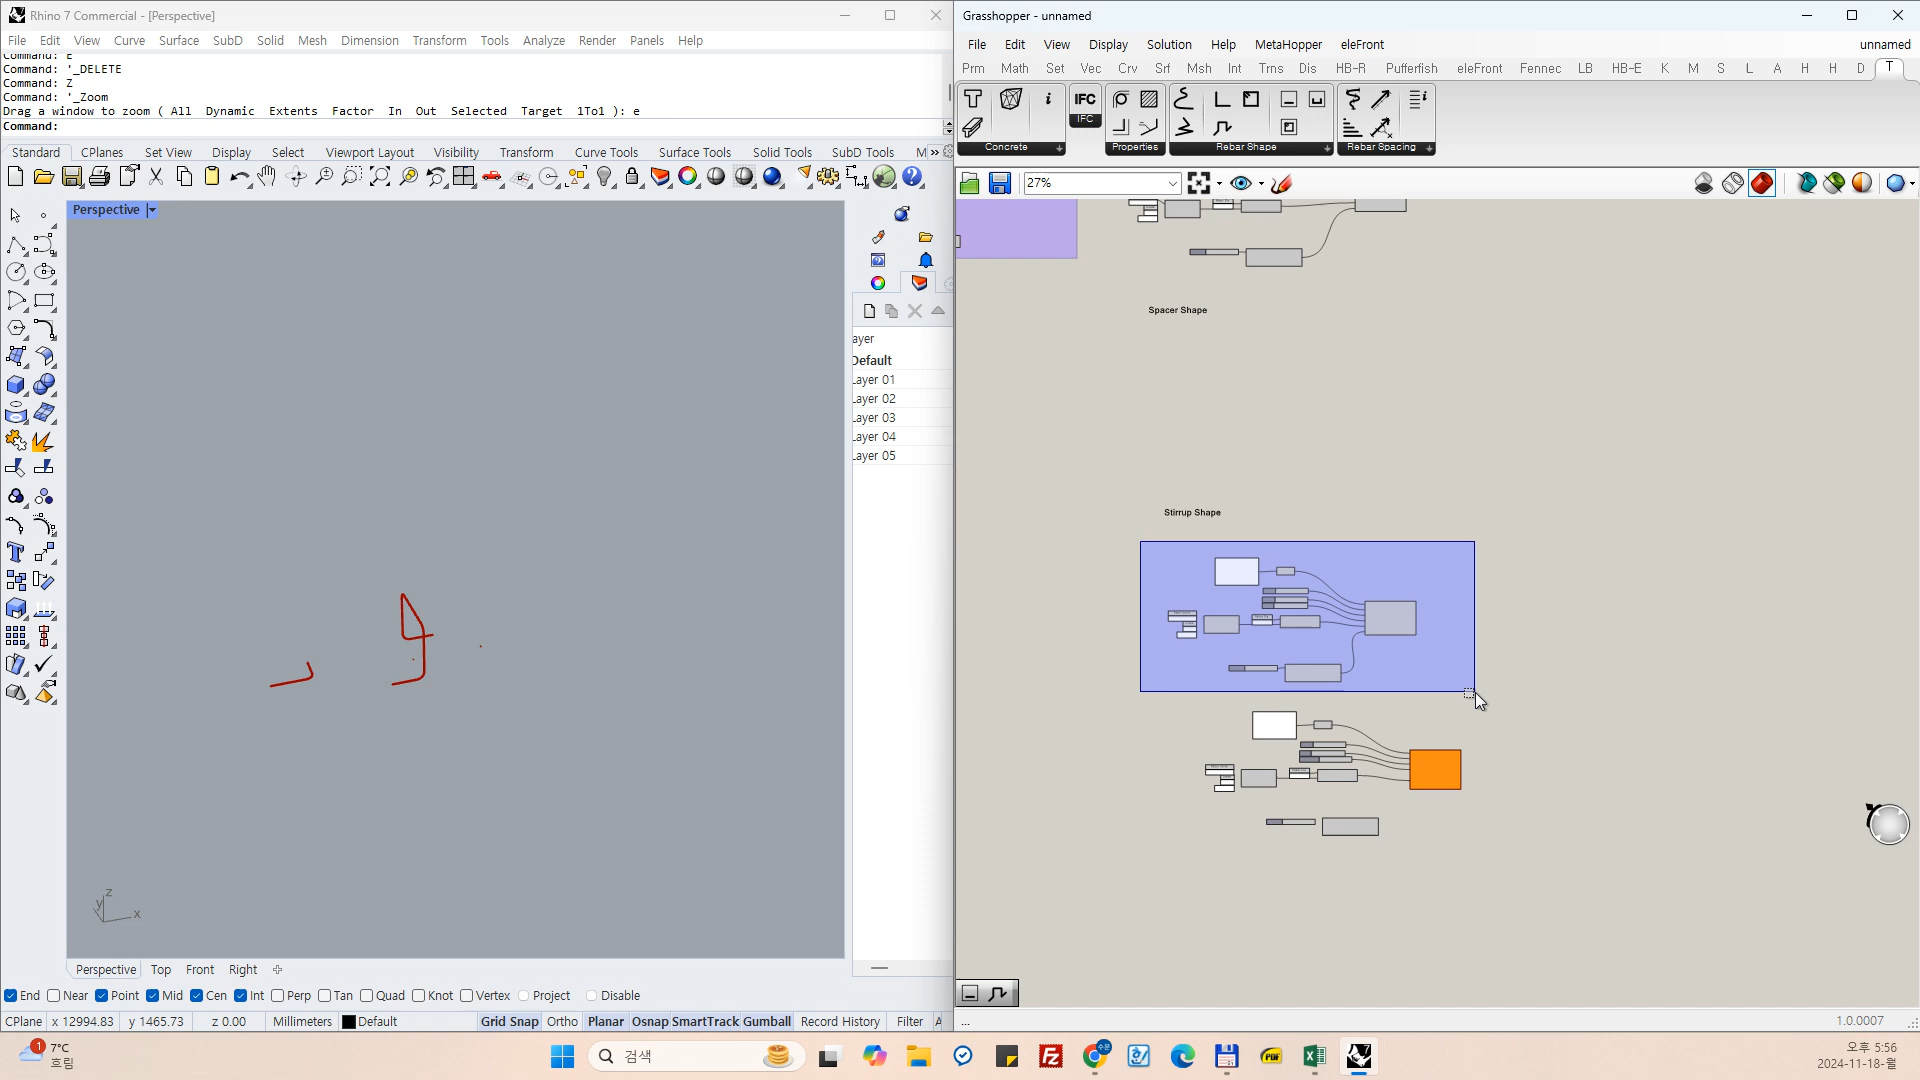 Rhino 7 Commercial - [Perspective]
File Edit View Curve Surface SubD Solid Mesh Dimension Transform Tools Analyze Render Panels Help
Command: E
Command: '_DELETE
Command: Z
Command: '_Zoom
Drag a window to zoom ( All Dynamic Extents Factor In Out Selected Target 1To1 ): e
Command:
Standard CPlanes Set View Display Select Viewport Layout Visibility Transform Curve Tools Surface Tools Solid Tools SubD Tools M »
Perspective
ayer
Default
Layer 01
Layer 02
Layer 03
Layer 04
Layer 05
z
y
x
Perspective Top Front Right
End Near Point Mid Cen Int Perp Tan Quad Knot Vertex Project Disable
CPlane x 12994.83 y 1465.73 z 0.00 Millimeters Default Grid Snap Ortho Planar Osnap SmartTrack Gumball Record History Filter A
Grasshopper - unnamed
File Edit View Display Solution Help MetaHopper eleFront unnamed
Prm Math Set Vec Crv Srf Msh Int Trns Dis HB-R Pufferfish eleFront Fennec LB HB-E K M S L A H H D T
IFC
IFC
Concrete Properties Rebar Shape Rebar Spacing
27%
Spacer Shape
Stirrup Shape
...
1.0.0007
1
7°C
흐림
검색
수문
PDF
오후 5:56
2024-11-18-월